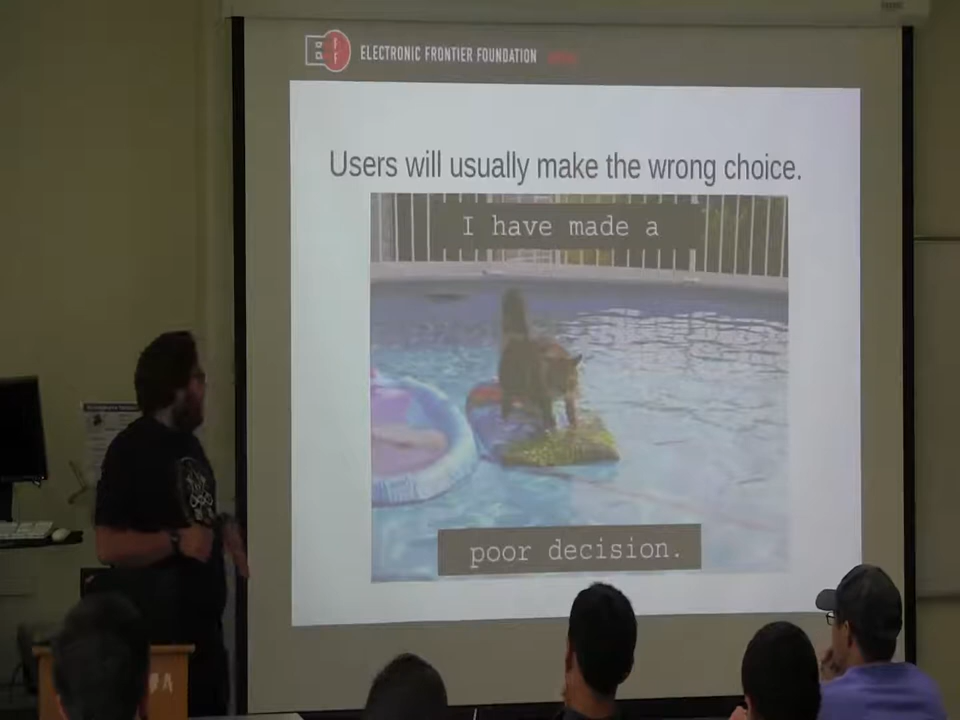 ELECTRONIC FRONTIER FOUNDATION
Users will usually make the wrong choice.
I have made a
poor decision.